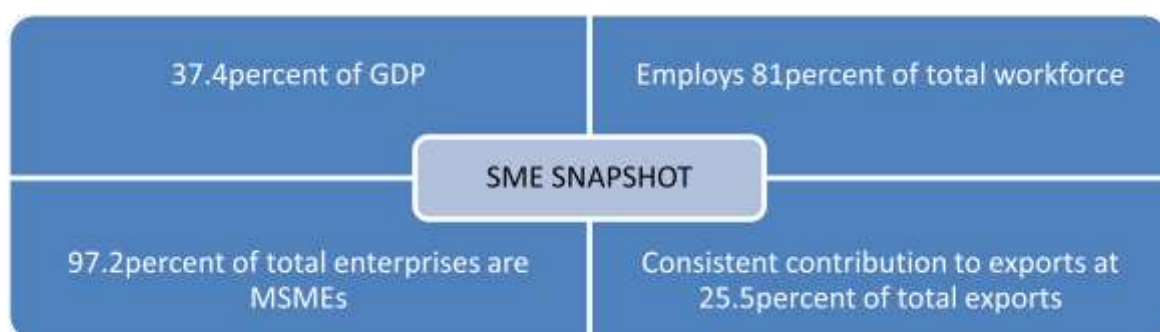 37.4percent of GDP
Employs 81percent of total workforce
SME SNAPSHOT
97.2percent of total enterprises are
MSMEs
Consistent contribution to exports at
25.5percent of total exports